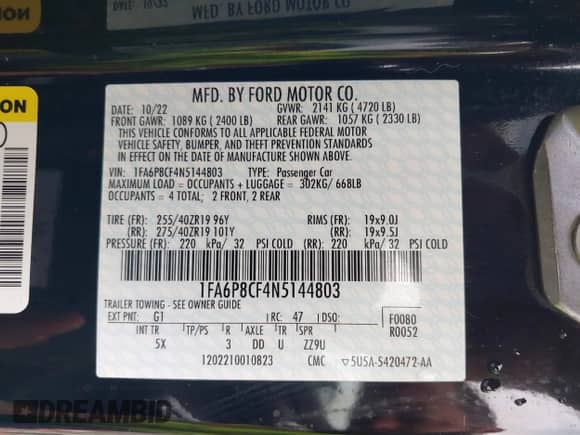 WED. BY FORD MOTOR CO.
MFD. BY FORD MOTOR CO.
DATE: 10/22 GVWR: 2141 KG ( 4720 LB)
FRONT GAWR: 1089 KG ( 2400 LB) REAR GAWR: 1057 KG ( 2330 LB)
THIS VEHICLE CONFORMS TO ALL APPLICABLE FEDERAL MOTOR
VEHICLE SAFETY, BUMPER, AND THEFT PREVENTION STANDARDS
IN EFFECT ON THE DATE OF MANUFACTURE SHOWN ABOVE.
VIN: 1FA6P8CF4N5144803 TYPE: Passenger Car
MAXIMUM LOAD = OCCUPANTS + LUGGAGE = 302KG/ 668LB
OCCUPANTS = 4 TOTAL; 2 FRONT, 2 REAR
TIRE (FR): 255/40ZR19 96Y RIMS (FR): 19x9.0J
(RR): 275/40ZR19 101Y (RR): 19x9.5J
PRESSURE (FR): 220 kPa/ 32 PSI COLD (RR): 220 kPa/ 32 PSI COLD
1FA6P8CF4N5144803
TRAILER TOWING - SEE OWNER GUIDE
EXT PNT: G1 RC: 47 DSO: F0080
R0052
INT TR TP/PS R AXLE TR SPR
5X 3 DD U ZZ9U
1202210010823 CMC ▽5U5A-5420472-AA
DREAMBID